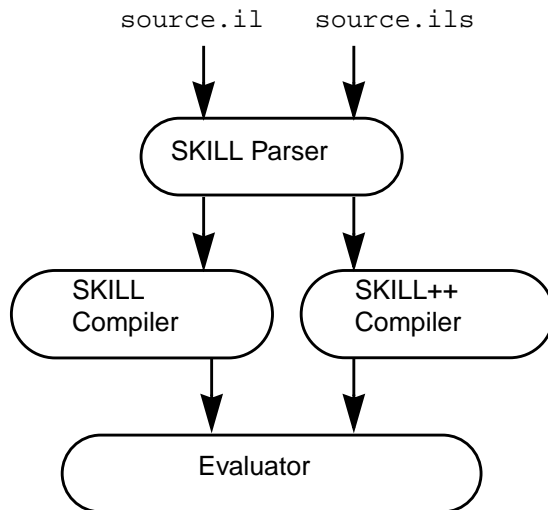 source.il source.ils
SKILL Parser
SKILL
Compiler
SKILL++
Compiler
Evaluator